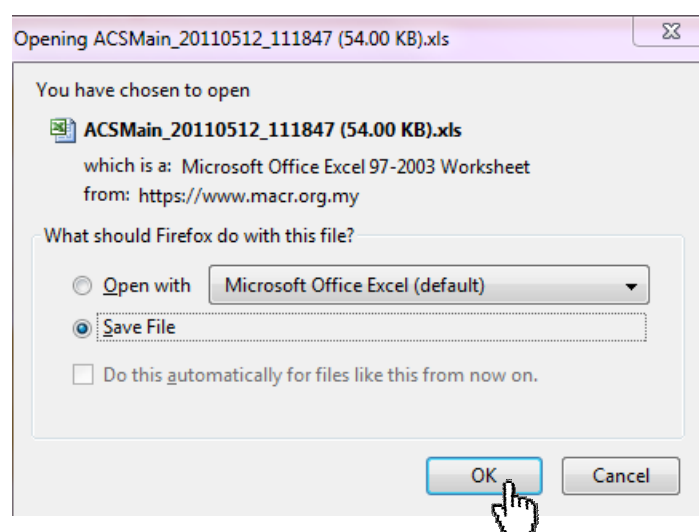 Opening ACSMain_20110512_111847 (54.00 KB).xls
You have chosen to open
ACSMain_20110512_111847 (54.00 KB).xls
which is a: Microsoft Office Excel 97-2003 Worksheet
from: https://www.macr.org.my
What should Firefox do with this file?
Open with Microsoft Office Excel (default)
Save File
Do this automatically for files like this from now on.
OK Cancel